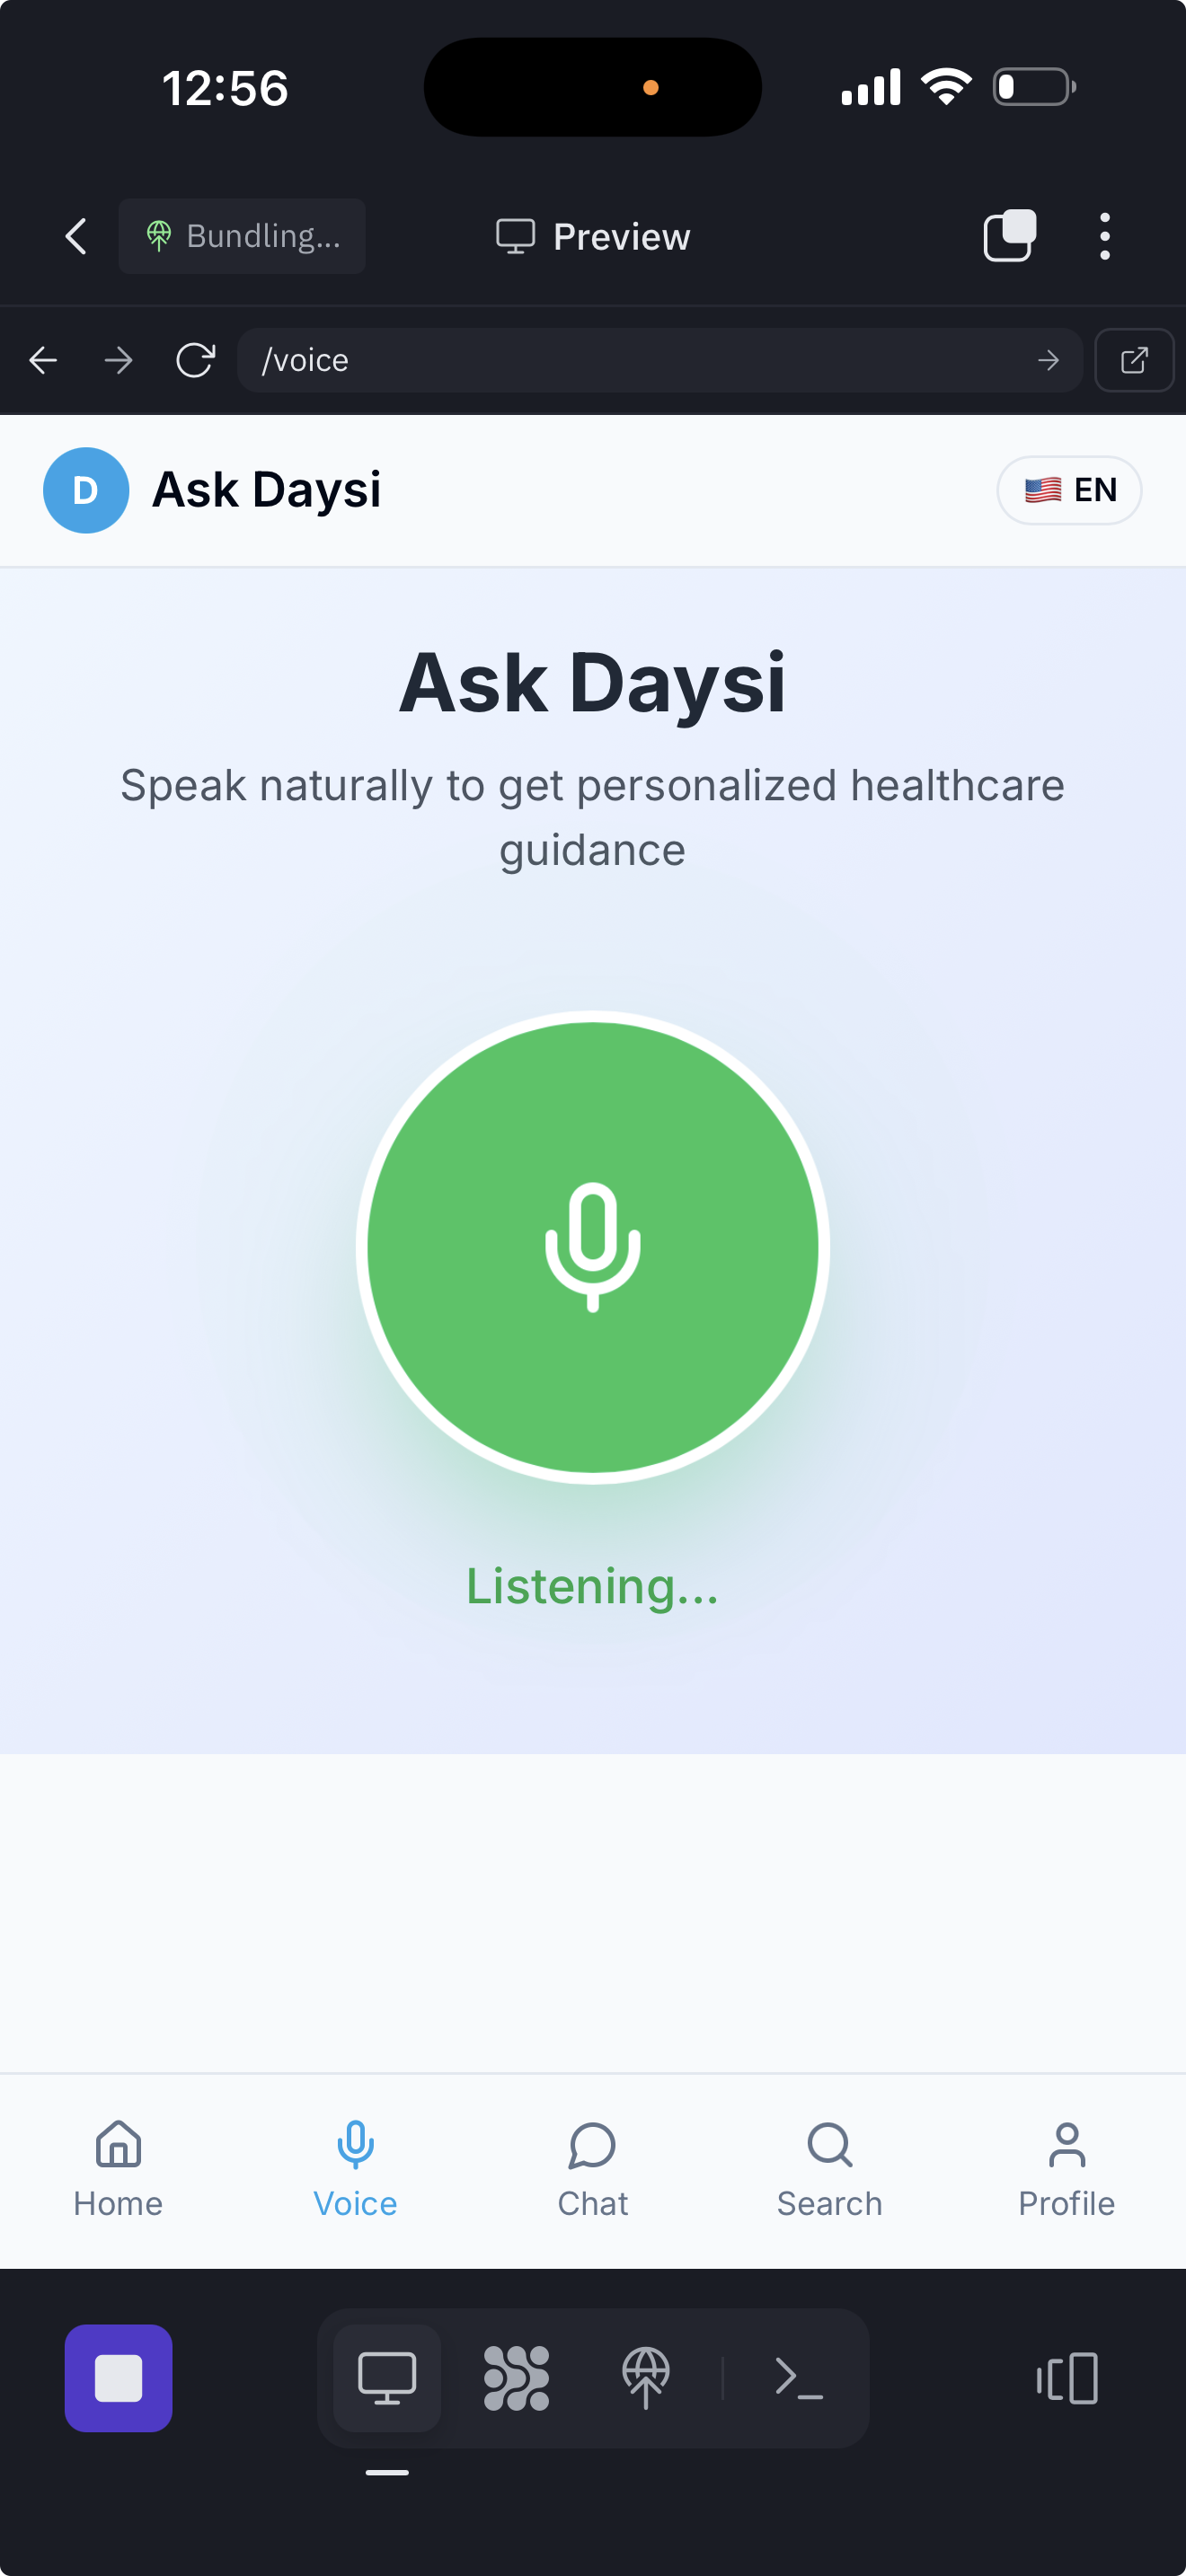 12:56
Bundling...
Preview
/voice
D
Ask Daysi
🇺🇸 EN
Ask Daysi
Speak naturally to get personalized healthcare
guidance
Listening...
Home
Voice
Chat
Search
Profile